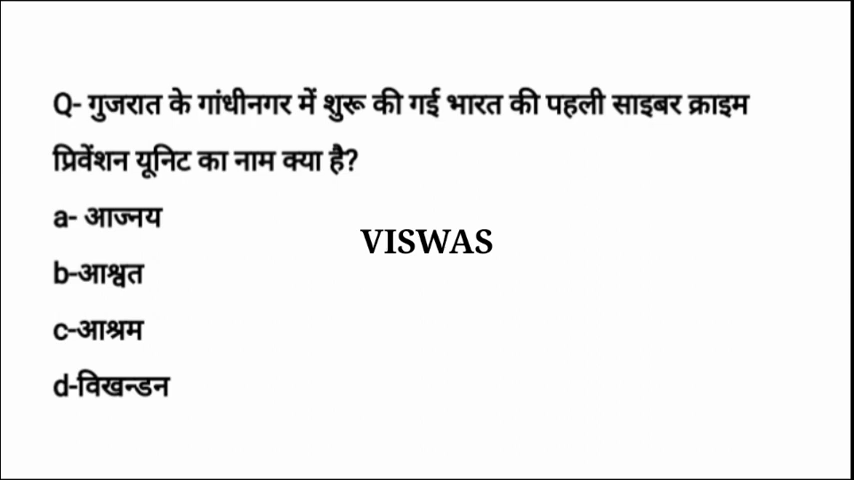 Q- गुजरात के गांधीनगर में शुरू की गई भारत की पहली साइबर क्राइम
प्रिवेंशन यूनिट का नाम क्या है?
a- आज्नय
VISWAS
b-आश्वत
c-आश्रम
d-विखन्डन